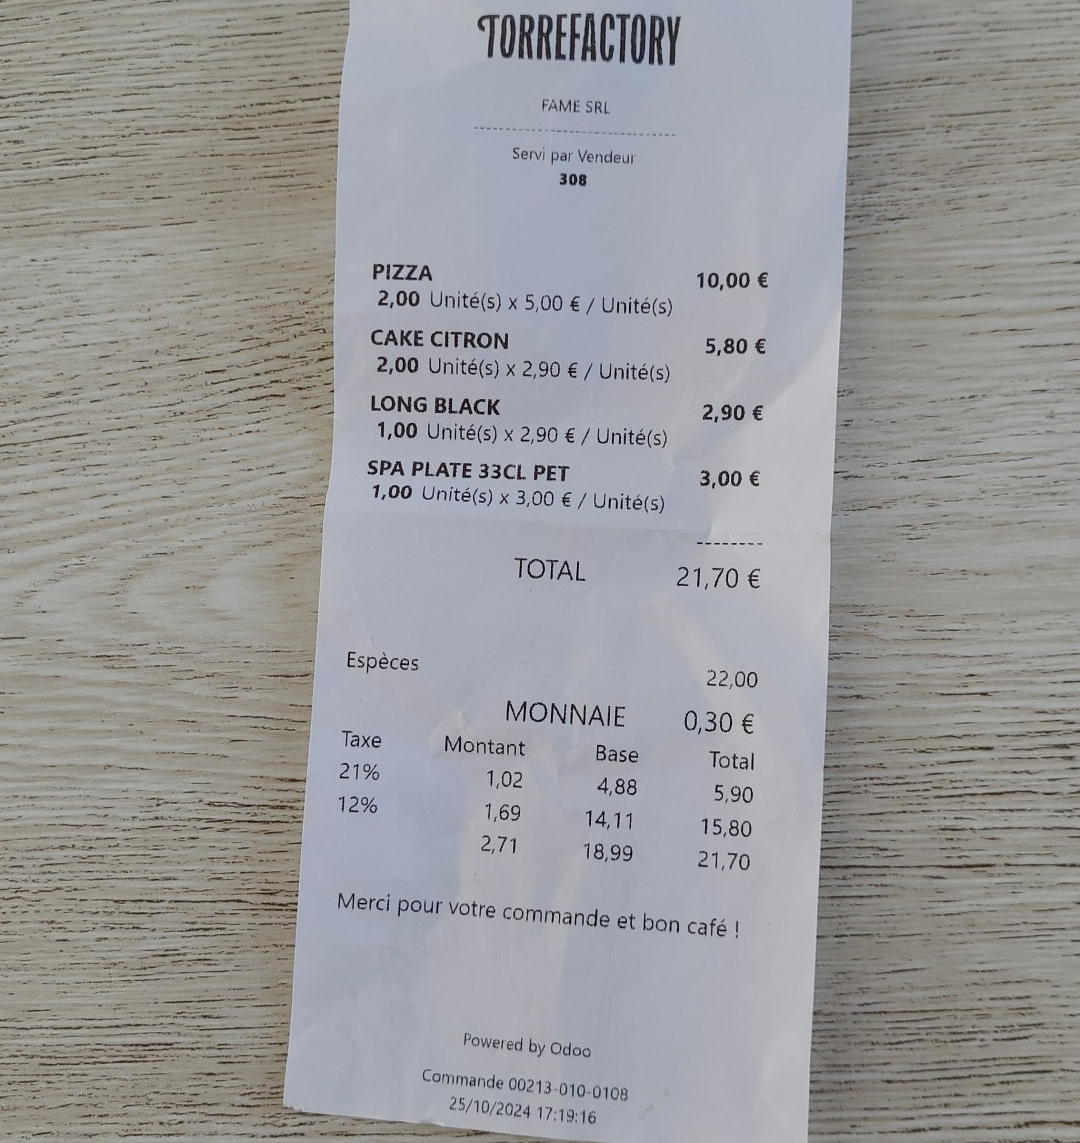 TORREFACTORY
FAME SRL
--------------------------------
Servi par Vendeur
308
PIZZA 10,00 €
2,00 Unité(s) x 5,00 € / Unité(s)
CAKE CITRON 5,80 €
2,00 Unité(s) x 2,90 € / Unité(s)
LONG BLACK 2,90 €
1,00 Unité(s) x 2,90 € / Unité(s)
SPA PLATE 33CL PET 3,00 €
1,00 Unité(s) x 3,00 € / Unité(s)
--------
TOTAL 21,70 €
Espèces 22,00
MONNAIE 0,30 €
Taxe Montant Base Total
21% 1,02 4,88 5,90
12% 1,69 14,11 15,80
2,71 18,99 21,70
Merci pour votre commande et bon café !
Powered by Odoo
Commande 00213-010-0108
25/10/2024 17:19:16